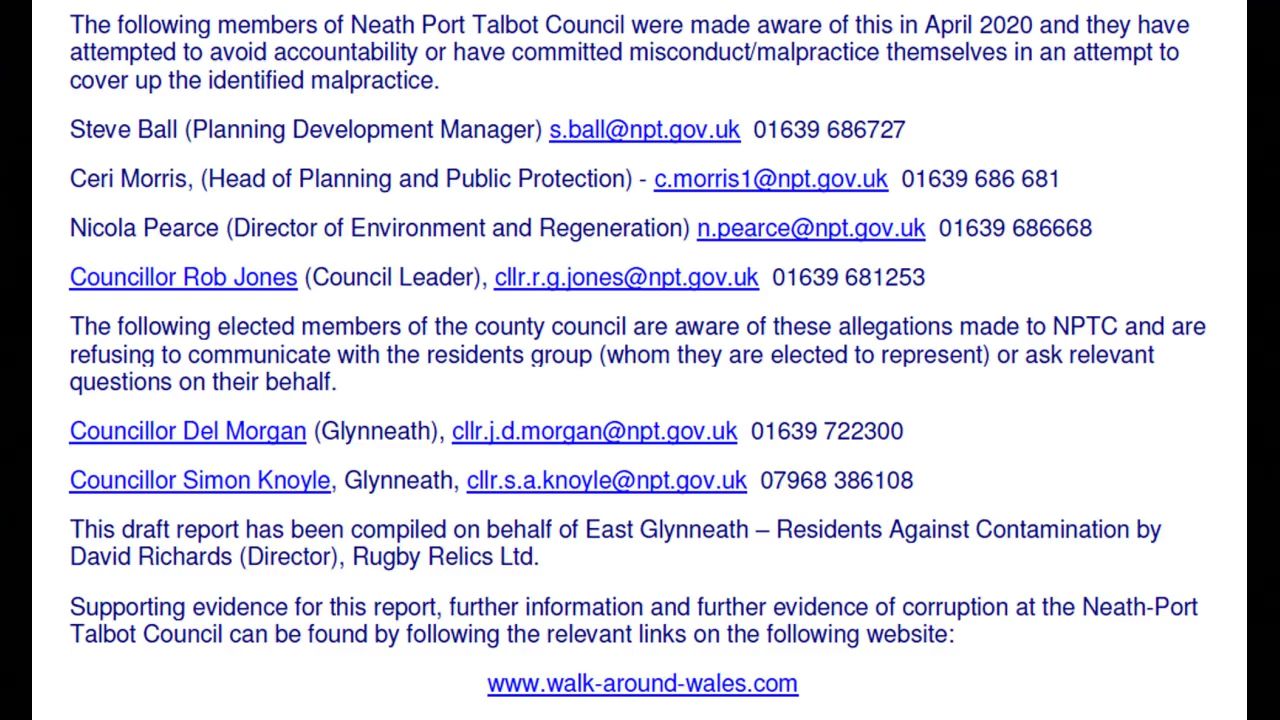 The following members of Neath Port Talbot Council were made aware of this in April 2020 and they have
attempted to avoid accountability or have committed misconduct/malpractice themselves in an attempt to
cover up the identified malpractice.
Steve Ball (Planning Development Manager) s.ball@npt.gov.uk 01639 686727
Ceri Morris, (Head of Planning and Public Protection) - c.morris1@npt.gov.uk 01639 686 681
Nicola Pearce (Director of Environment and Regeneration) n.pearce@npt.gov.uk 01639 686668
Councillor Rob Jones (Council Leader), cllr.r.g.jones@npt.gov.uk 01639 681253
The following elected members of the county council are aware of these allegations made to NPTC and are
refusing to communicate with the residents group (whom they are elected to represent) or ask relevant
questions on their behalf.
Councillor Del Morgan (Glynneath), cllr.j.d.morgan@npt.gov.uk 01639 722300
Councillor Simon Knoyle, Glynneath, cllr.s.a.knoyle@npt.gov.uk 07968 386108
This draft report has been compiled on behalf of East Glynneath – Residents Against Contamination by
David Richards (Director), Rugby Relics Ltd.
Supporting evidence for this report, further information and further evidence of corruption at the Neath-Port
Talbot Council can be found by following the relevant links on the following website:
www.walk-around-wales.com